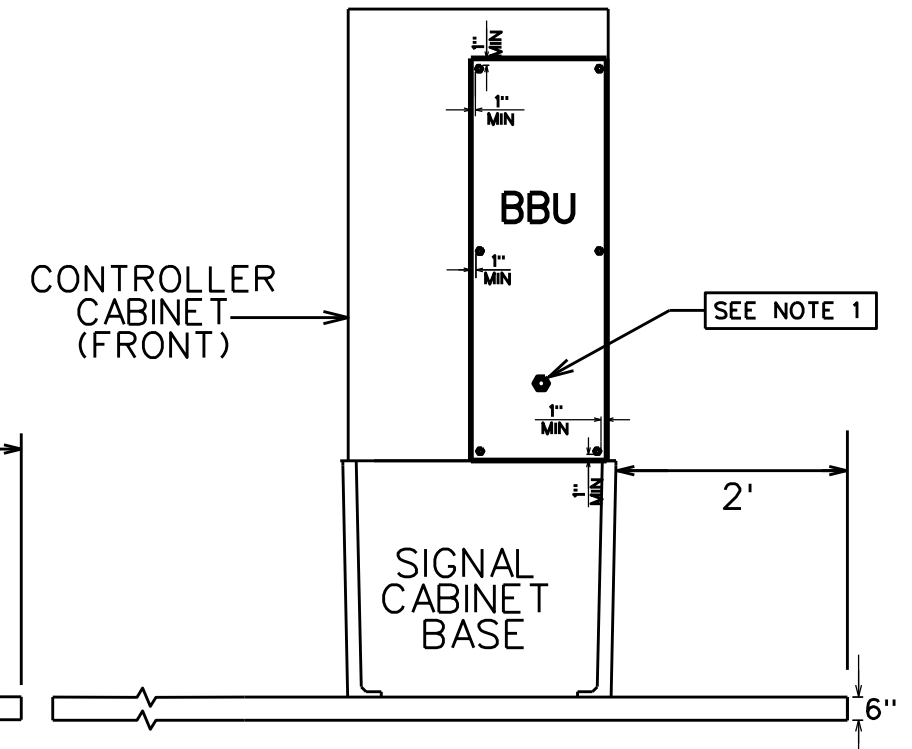 1"
MIN
1"
MIN
BBU
CONTROLLER
CABINET
(FRONT)
1"
MIN
SEE NOTE 1
1"
MIN
1"
MIN
2'
SIGNAL
CABINET
BASE
6"